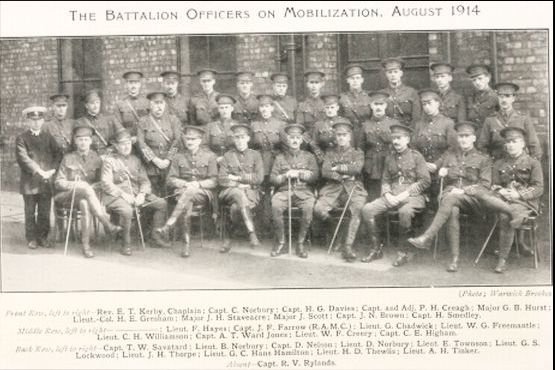 THE BATTALION OFFICERS ON MOBILIZATION, AUGUST 1914
(Photo; Warwick Brookes
Front Row, left to right—Rev. E. T. Kerby, Chaplain; Capt. C. Norbury; Capt. H. G. Davies; Capt. and Adj. P. H. Creagh; Major G. B. Hurst;
Lieut.-Col. H. E. Gresham; Major J. H. Staveacre; Major J. Scott; Capt. J. N. Brown; Capt. H. Smedley.
Middle Row, left to right————; Lieut. F. Hayes; Capt. J. F. Farrow (R.A.M.C.); Lieut. G. Chadwick; Lieut. W. G. Freemantle;
Lieut. C. H. Williamson; Capt. A. T. Ward Jones; Lieut. W. F. Creery; Capt. C. E. Higham.
Back Row, left to right—Capt. T. W. Savatard; Lieut. B. Norbury; Capt. D. Nelson; Lieut. D. Norbury; Lieut. E. Townson; Lieut. G. S.
Lockwood; Lieut. J. H. Thorpe; Lieut. G. C. Hans Hamilton; Lieut. H. D. Thewlis; Lieut. A. H. Tinker.
Absent—Capt. R. V. Rylands.